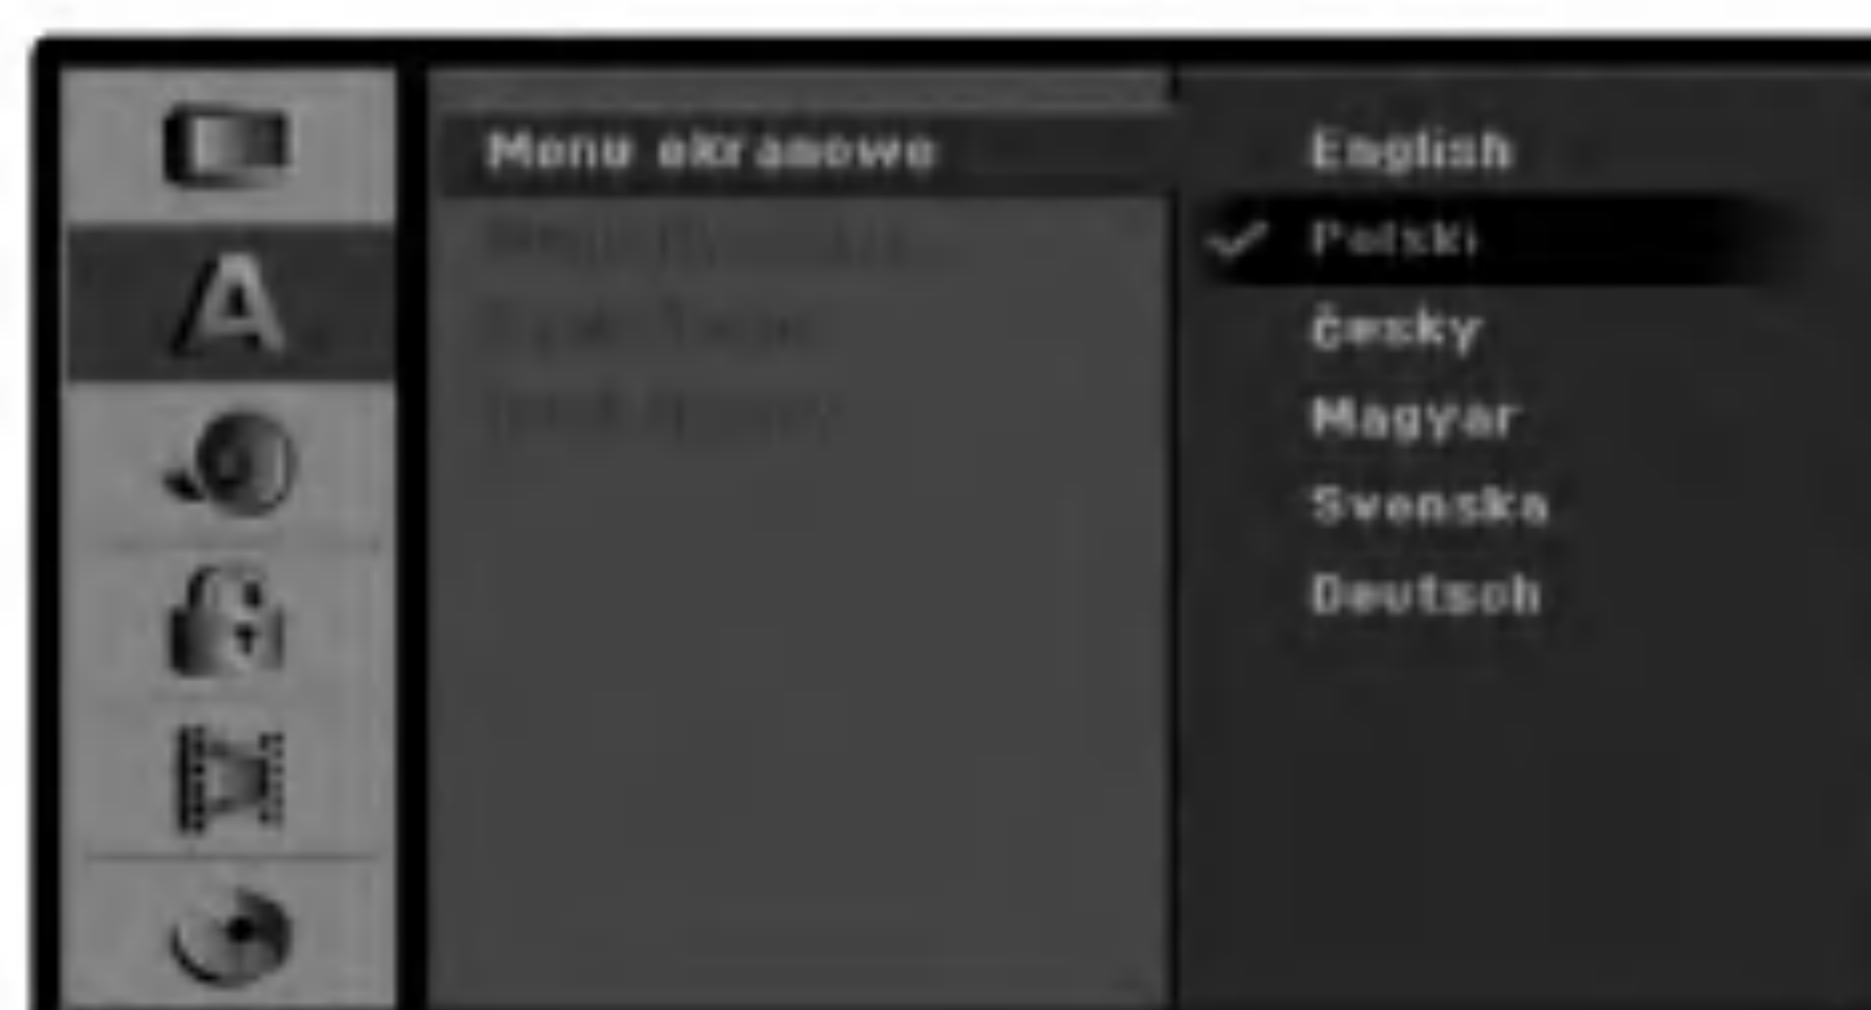 A
Menu ekranowe
English
Polski
Česky
Magyar
Svenska
Deutsch